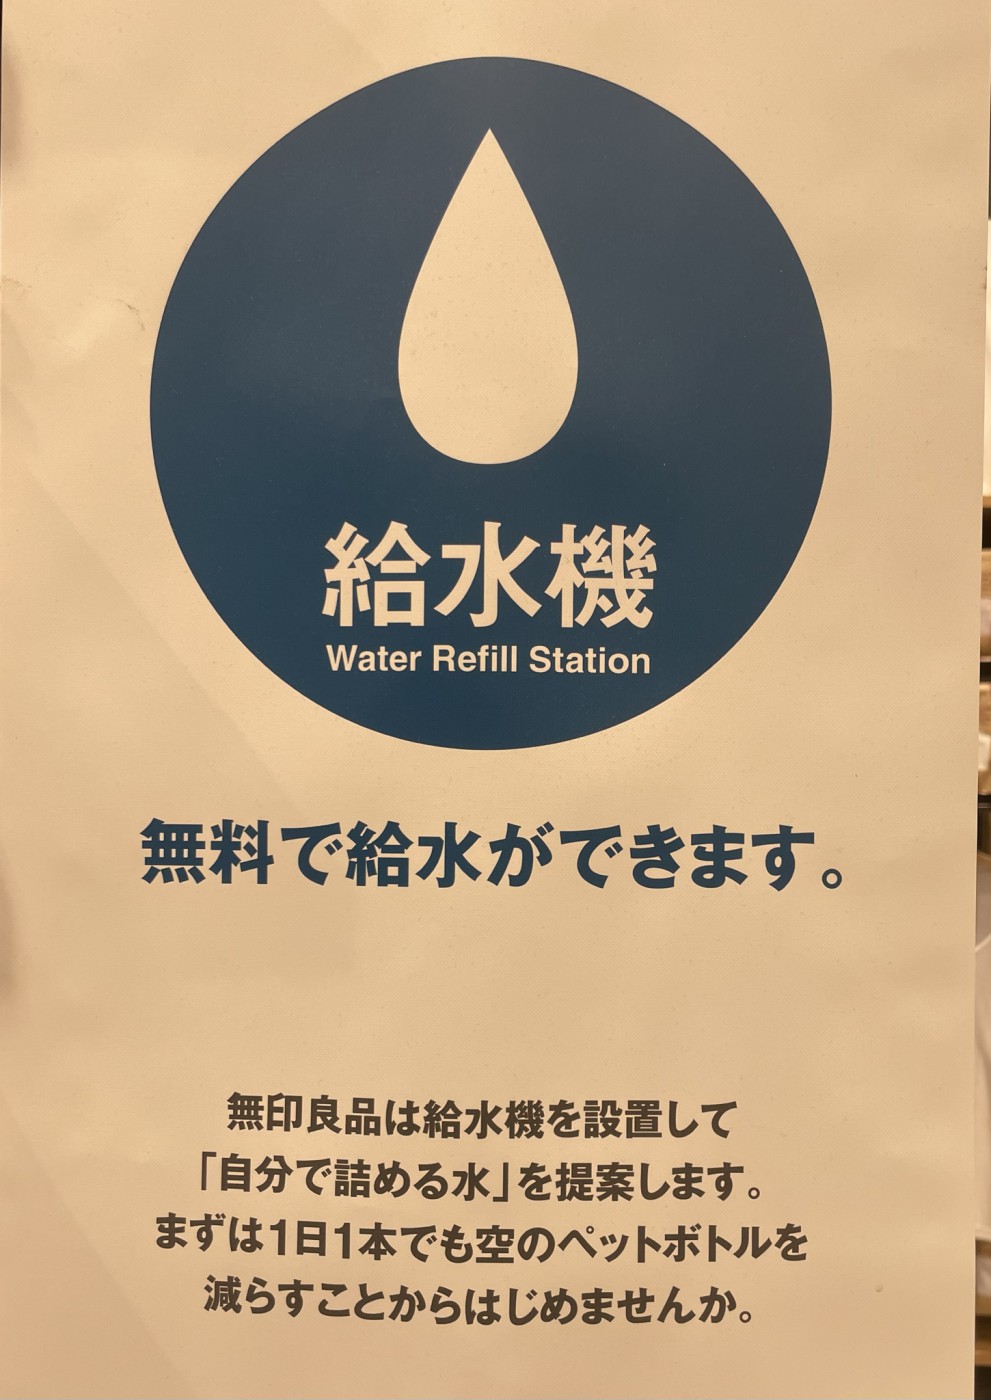 給水機
Water Refill Station
無料で給水ができます。
無印良品は給水機を設置して
「自分で詰める水」を提案します。
まずは1日1本でも空のペットボトルを
減らすことからはじめませんか。